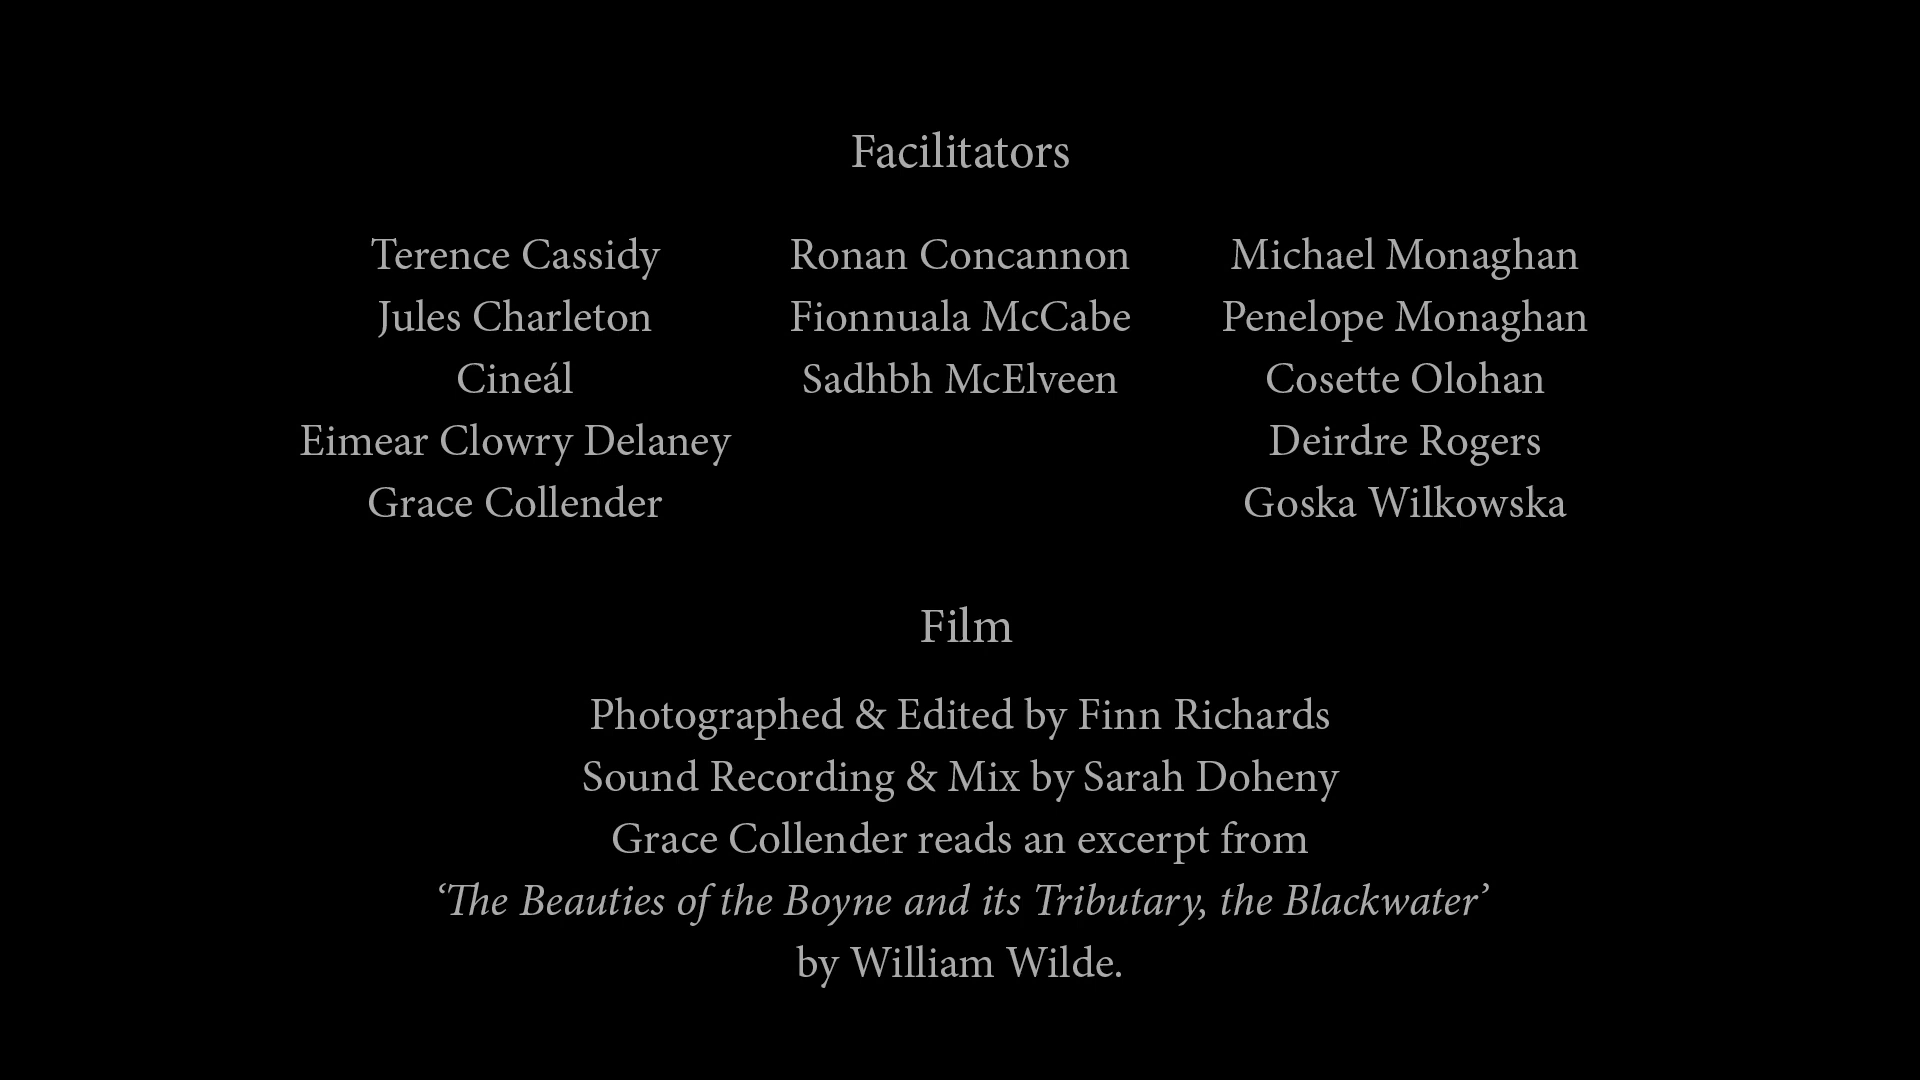 Facilitators
Terence Cassidy
Jules Charleton
Cineál
Eimear Clowry Delaney
Grace Collender
Ronan Concannon
Fionnuala McCabe
Sadhbh McElveen
Michael Monaghan
Penelope Monaghan
Cosette Olohan
Deirdre Rogers
Goska Wilkowska
Film
Photographed & Edited by Finn Richards
Sound Recording & Mix by Sarah Doheny
Grace Collender reads an excerpt from
‘The Beauties of the Boyne and its Tributary, the Blackwater’
by William Wilde.